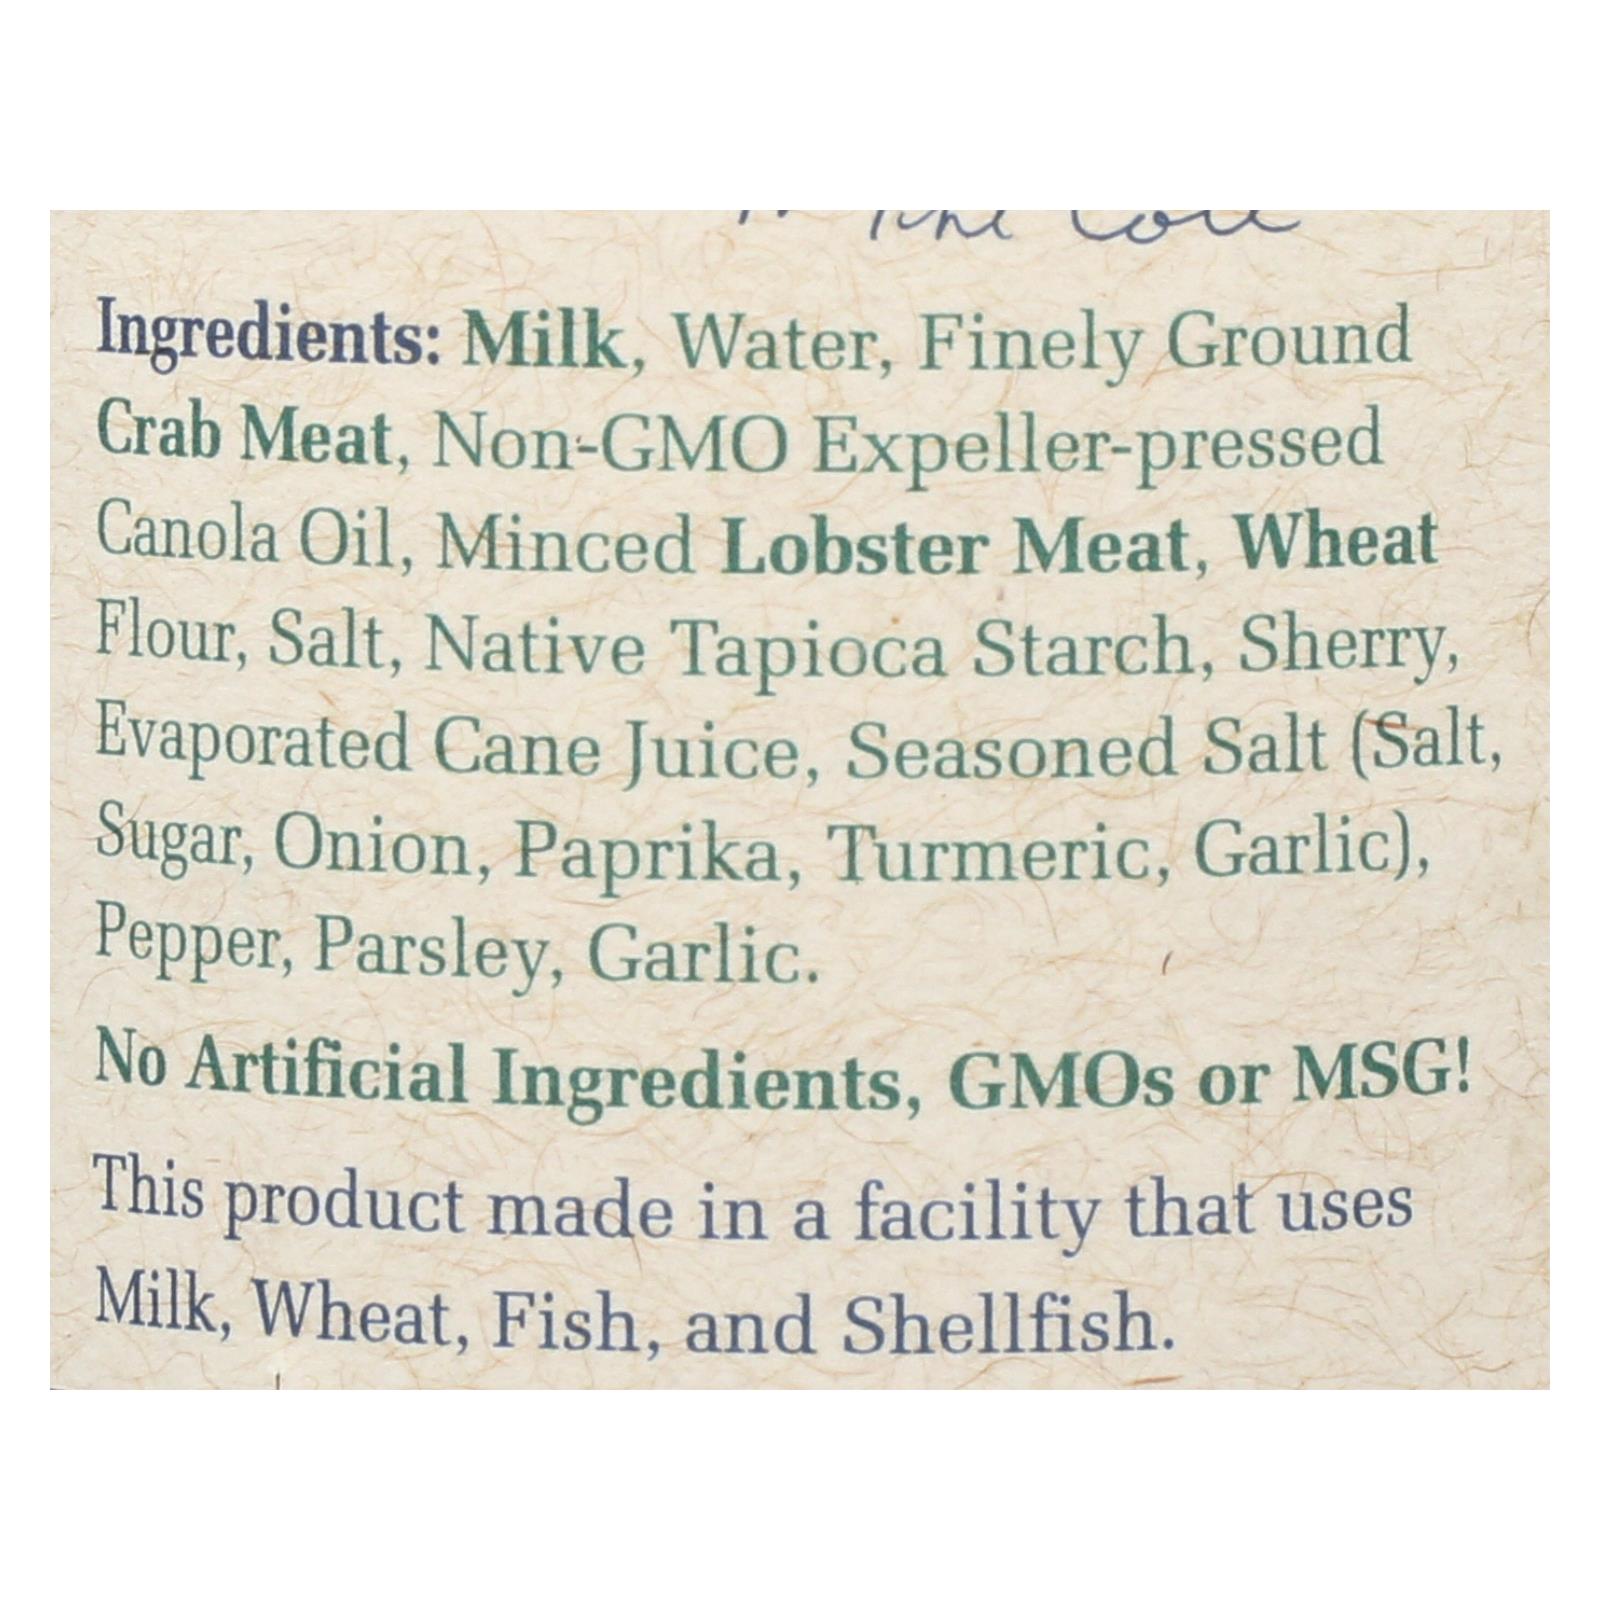 Ingredients: Milk, Water, Finely Ground
Crab Meat, Non-GMO Expeller-pressed
Canola Oil, Minced Lobster Meat, Wheat
Flour, Salt, Native Tapioca Starch, Sherry,
Evaporated Cane Juice, Seasoned Salt (Salt,
Sugar, Onion, Paprika, Turmeric, Garlic),
Pepper, Parsley, Garlic.
No Artificial Ingredients, GMOs or MSG!
This product made in a facility that uses
Milk, Wheat, Fish, and Shellfish.